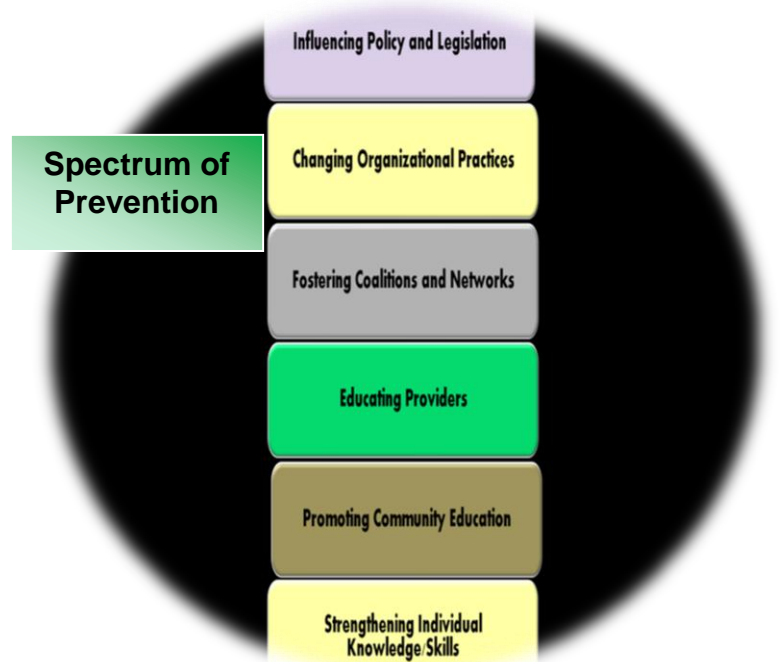 Influencing Policy and Legislation
Spectrum of
Prevention
Changing Organizational Practices
Fostering Coalitions and Networks
Educating Providers
Promoting Community Education
Strengthening Individual
Knowledge/Skills